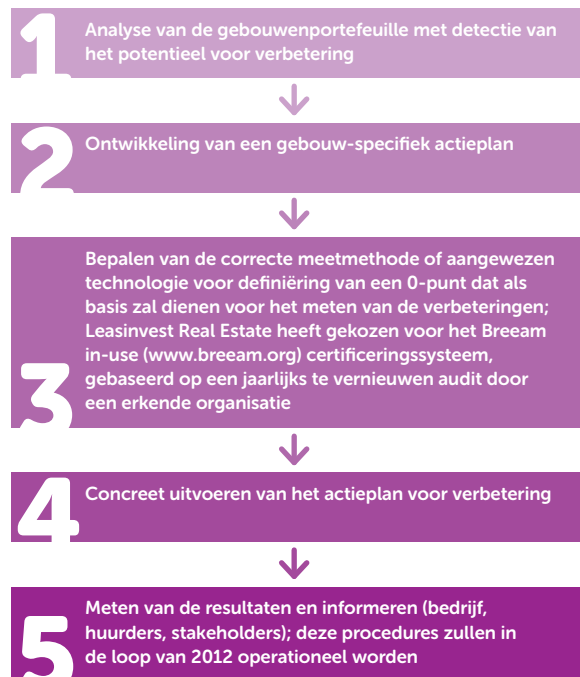 1
Analyse van de gebouwenportefeuille met detectie van
het potentieel voor verbetering
2
Ontwikkeling van een gebouw-specifiek actieplan
3
Bepalen van de correcte meetmethode of aangewezen
technologie voor definiëring van een 0-punt dat als
basis zal dienen voor het meten van de verbeteringen;
Leasinvest Real Estate heeft gekozen voor het Breeam
in-use (www.breeam.org) certificeringssysteem,
gebaseerd op een jaarlijks te vernieuwen audit door
een erkende organisatie
4
Concreet uitvoeren van het actieplan voor verbetering
5
Meten van de resultaten en informeren (bedrijf,
huurders, stakeholders); deze procedures zullen in
de loop van 2012 operationeel worden